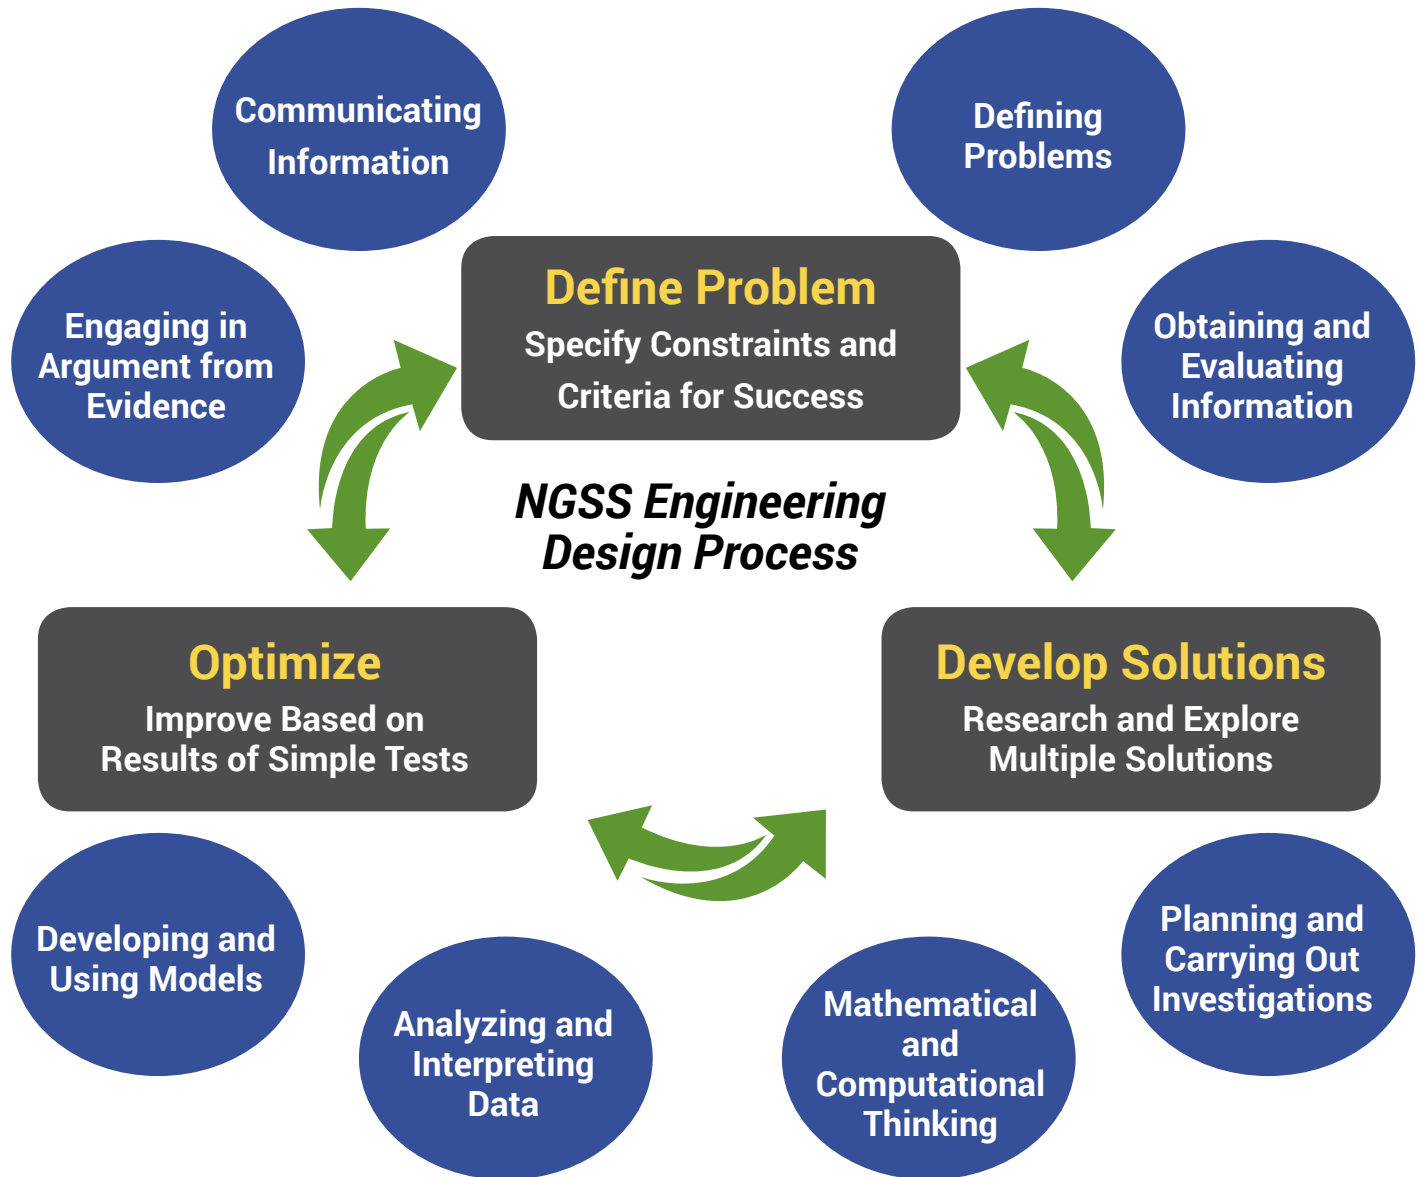 Communicating
Information
Defining
Problems
Define Problem
Specify Constraints and
Criteria for Success
Engaging in
Argument from
Evidence
Obtaining and
Evaluating
Information
NGSS Engineering
Design Process
Optimize
Improve Based on
Results of Simple Tests
Develop Solutions
Research and Explore
Multiple Solutions
Developing and
Using Models
Analyzing and
Interpreting
Data
Mathematical
and
Computational
Thinking
Planning and
Carrying Out
Investigations